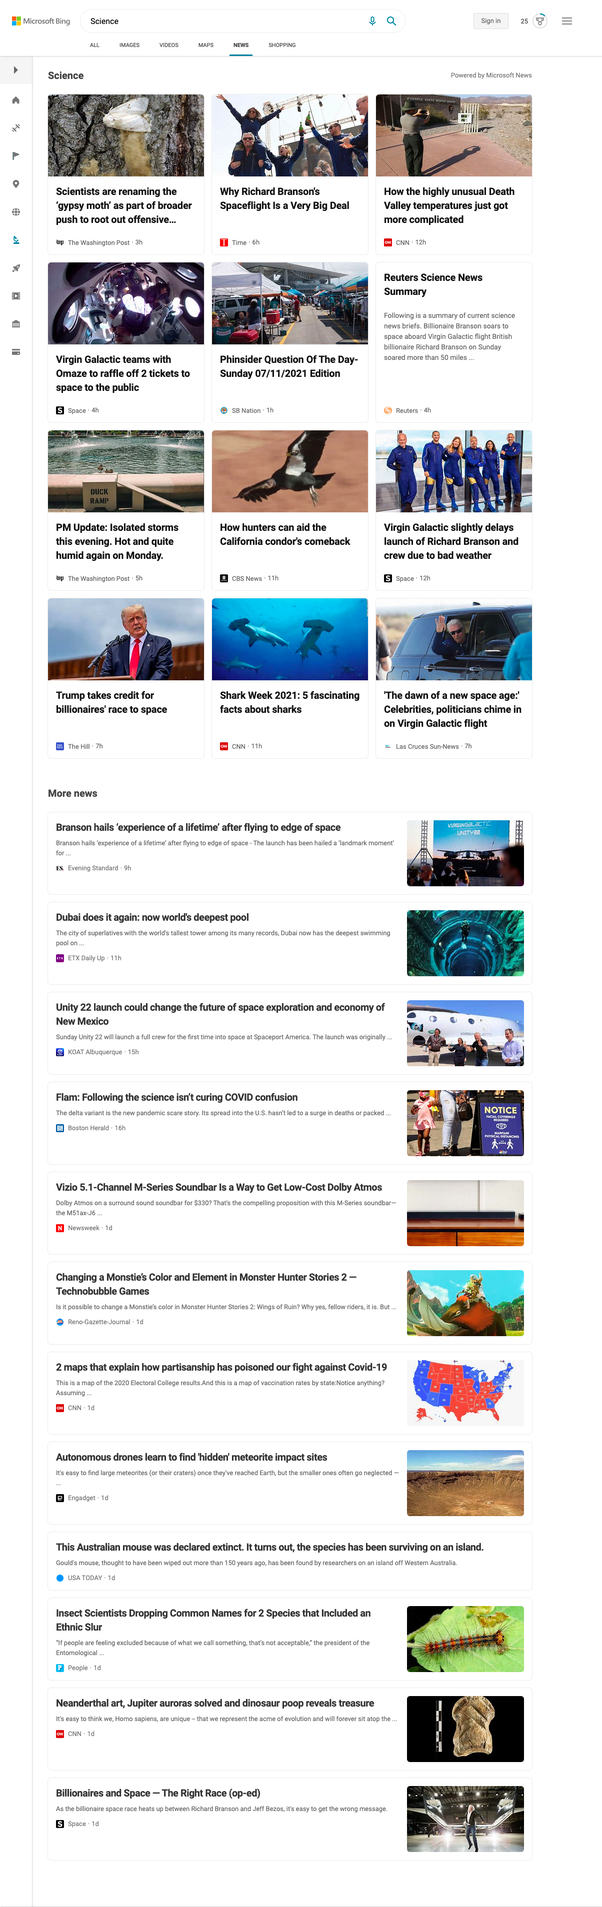 Microsoft Bing
Science
Sign in
25
ALL
IMAGES
VIDEOS
MAPS
NEWS
SHOPPING
Science
Powered by Microsoft News
Scientists are renaming the
'gypsy moth' as part of broader
push to root out offensive...
The Washington Post · 3h
Why Richard Branson's
Spaceflight Is a Very Big Deal
Time · 6h
How the highly unusual Death
Valley temperatures just got
more complicated
CNN · 12h
Virgin Galactic teams with
Omaze to raffle off 2 tickets to
space to the public
Space · 4h
Phinsider Question Of The Day-
Sunday 07/11/2021 Edition
SB Nation · 1h
Reuters Science News
Summary
Following is a summary of current science
news briefs. Billionaire Branson soars to
space aboard Virgin Galactic flight British
billionaire Richard Branson on Sunday
soared more than 50 miles ...
Reuters · 4h
DUCK
RAMP
PM Update: Isolated storms
this evening. Hot and quite
humid again on Monday.
The Washington Post · 5h
How hunters can aid the
California condor's comeback
CBS News · 11h
Virgin Galactic slightly delays
launch of Richard Branson and
crew due to bad weather
Space · 12h
Trump takes credit for
billionaires' race to space
The Hill · 7h
Shark Week 2021: 5 fascinating
facts about sharks
CNN · 11h
'The dawn of a new space age:'
Celebrities, politicians chime in
on Virgin Galactic flight
Las Cruces Sun-News · 7h
More news
Branson hails 'experience of a lifetime' after flying to edge of space
Branson hails 'experience of a lifetime' after flying to edge of space - The launch has been hailed a 'landmark moment'
for ...
Evening Standard · 9h
VIRGIN GALACTIC
UNITY22
Dubai does it again: now world's deepest pool
The city of superlatives with the world's tallest tower among its many records, Dubai now has the deepest swimming
pool on ...
ETX Daily Up · 11h
Unity 22 launch could change the future of space exploration and economy of
New Mexico
Sunday Unity 22 will launch a full crew for the first time into space at Spaceport America. The launch was originally ...
KOAT Albuquerque · 15h
Flam: Following the science isn't curing COVID confusion
The delta variant is the new pandemic scare story. Its spread into the U.S. hasn't led to a surge in deaths or packed ...
Boston Herald · 16h
NOTICE
FACIAL COVERINGS
REQUIRED
MAINTAIN
PHYSICAL DISTANCING
Vizio 5.1-Channel M-Series Soundbar Is a Way to Get Low-Cost Dolby Atmos
Dolby Atmos on a surround sound soundbar for $330? That's the compelling proposition with this M-Series soundbar—
the M51ax-J6 ...
Newsweek · 1d
Changing a Monstie's Color and Element in Monster Hunter Stories 2 —
Technobubble Games
Is it possible to change a Monstie's color in Monster Hunter Stories 2: Wings of Ruin? Why yes, fellow riders, it is. But ...
Reno-Gazette-Journal · 1d
2 maps that explain how partisanship has poisoned our fight against Covid-19
This is a map of the 2020 Electoral College results.And this is a map of vaccination rates by state:Notice anything?
Assuming ...
CNN · 1d
Autonomous drones learn to find 'hidden' meteorite impact sites
It's easy to find large meteorites (or their craters) once they've reached Earth, but the smaller ones often go neglected —
...
Engadget · 1d
This Australian mouse was declared extinct. It turns out, the species has been surviving on an island.
Gould's mouse, thought to have been wiped out more than 150 years ago, has been found by researchers on an island off Western Australia.
USA TODAY · 1d
Insect Scientists Dropping Common Names for 2 Species that Included an
Ethnic Slur
"If people are feeling excluded because of what we call something, that's not acceptable," the president of the
Entomological ...
People · 1d
Neanderthal art, Jupiter auroras solved and dinosaur poop reveals treasure
It's easy to think we, Homo sapiens, are unique -- that we represent the acme of evolution and will forever sit atop the ...
CNN · 1d
Billionaires and Space — The Right Race (op-ed)
As the billionaire space race heats up between Richard Branson and Jeff Bezos, it's easy to get the wrong message.
Space · 1d